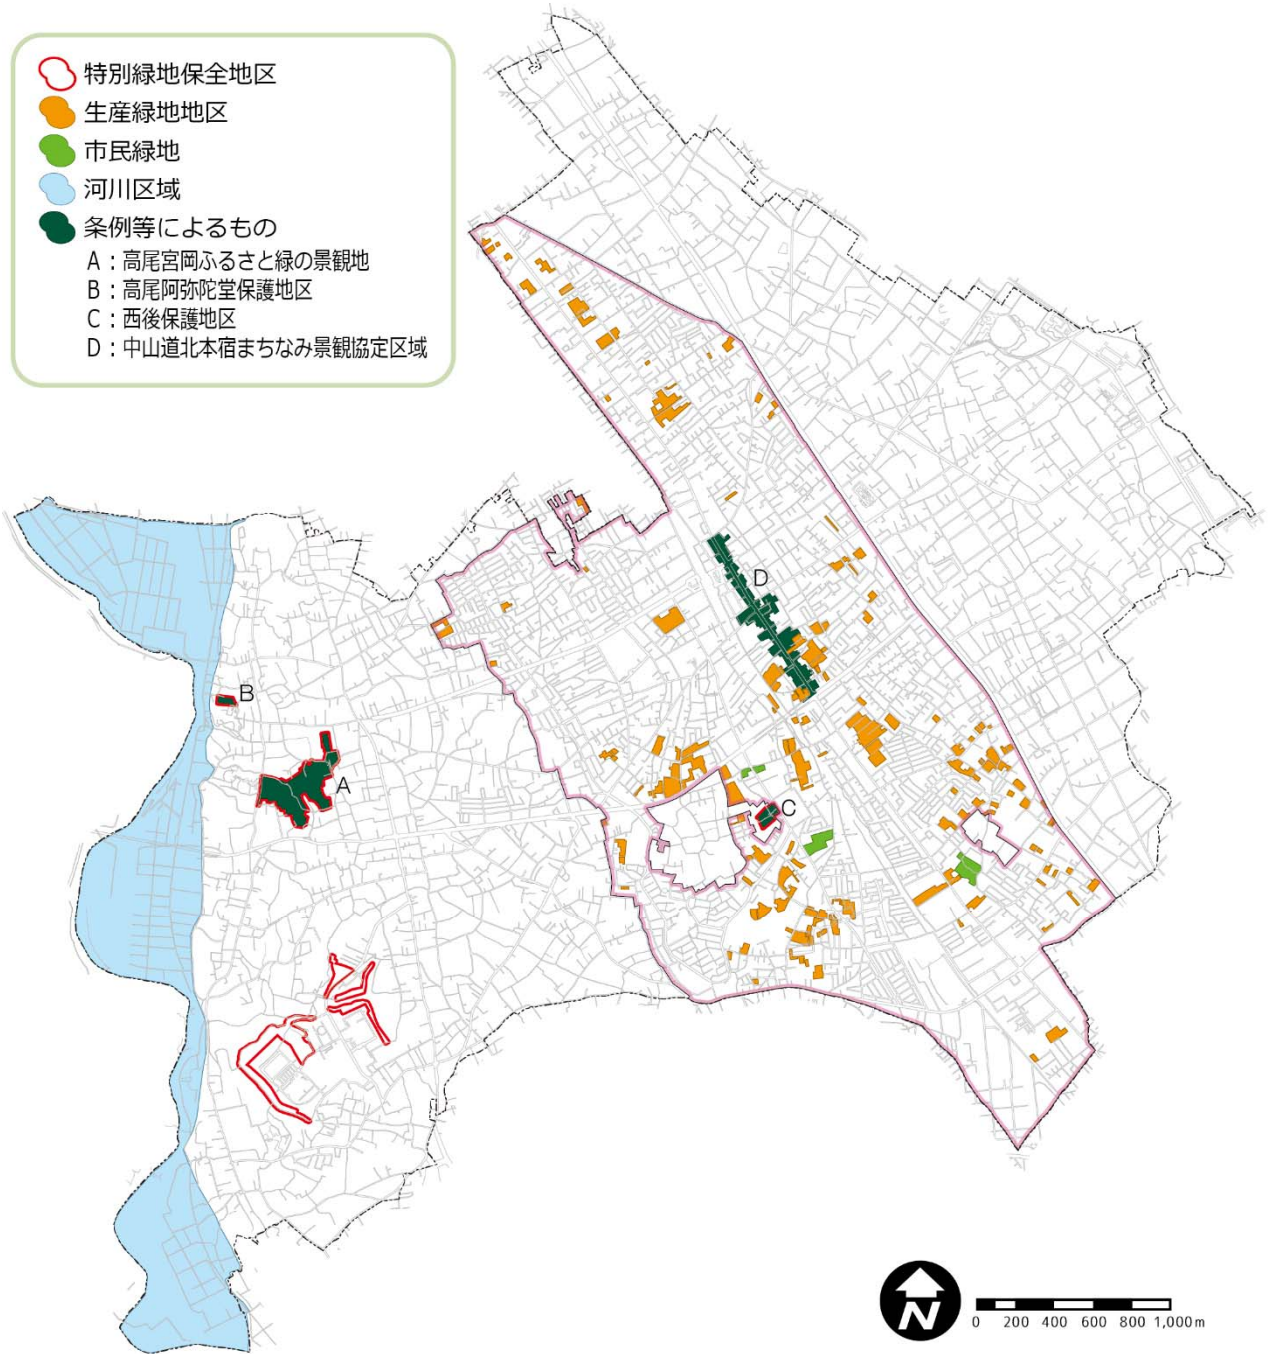 特別緑地保全地区
生産緑地地区
市民緑地
河川区域
条例等によるもの
A：高尾宮岡ふるさと緑の景観地
B：高尾阿弥陀堂保護地区
C：西後保護地区
D：中山道北本宿まちなみ景観協定区域
D
B
A
C
N
0 200 400 600 800 1,000m